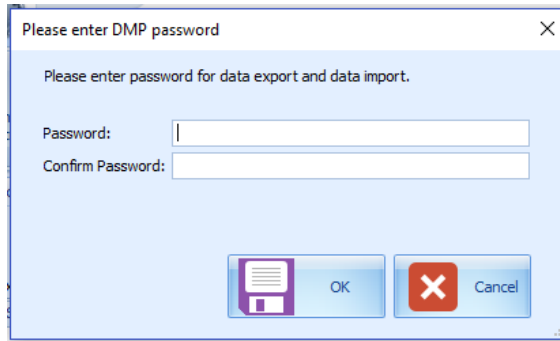 Please enter DMP password
Please enter password for data export and data import.
Password:
Confirm Password:
OK Cancel